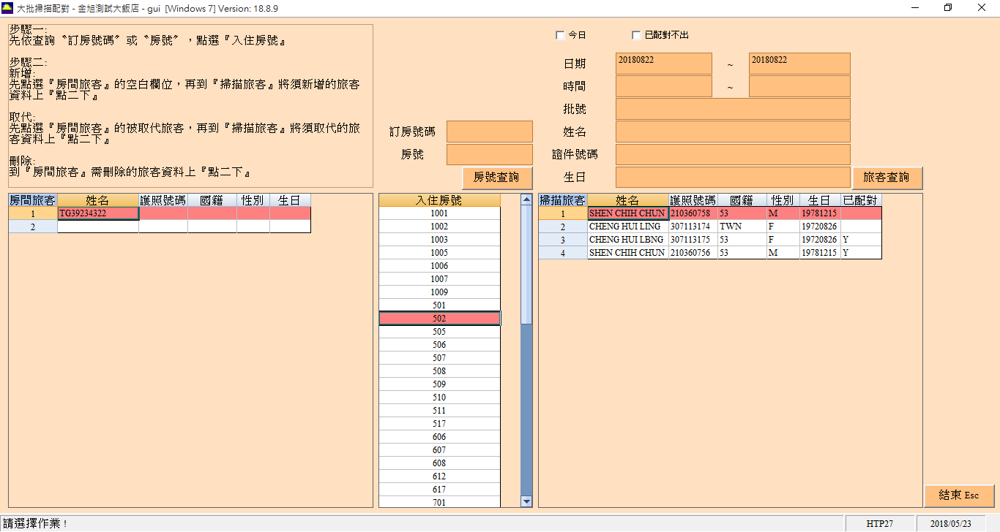 大批掃描配對 - 金旭測試大飯店 - gui [Windows 7] Version: 18.8.9
步驟一:
先依查詢〝訂房號碼〞或〝房號〞，點選『入住房號』
步驟二:
新增:
先點選『房間旅客』的空白欄位，再到『掃描旅客』將須新增的旅客
資料上『點二下』
取代:
先點選『房間旅客』的被取代旅客，再到『掃描旅客』將須取代的旅
客資料上『點二下』
刪除:
到『房間旅客』需刪除的旅客資料上『點二下』
訂房號碼
房號
房號查詢
今日 已配對不出
日期 20180822 ~ 20180822
時間 ~
批號
姓名
證件號碼
生日
旅客查詢
房間旅客 姓名 護照號碼 國籍 性別 生日
1 TG39234322
2
入住房號
1001
1002
1003
1005
1006
1007
1009
501
502
505
506
507
508
509
510
511
517
606
607
608
612
617
701
掃描旅客 姓名 護照號碼 國籍 性別 生日 已配對
1 SHEN CHIH CHUN 210360758 53 M 19781215
2 CHENG HUI LING 307113174 TWN F 19720826
3 CHENG HUI LBNG 307113175 53 F 19720826 Y
4 SHEN CHIH CHUN 210360756 53 M 19781215 Y
結束 Esc
請選擇作業！
HTP27
2018/05/23